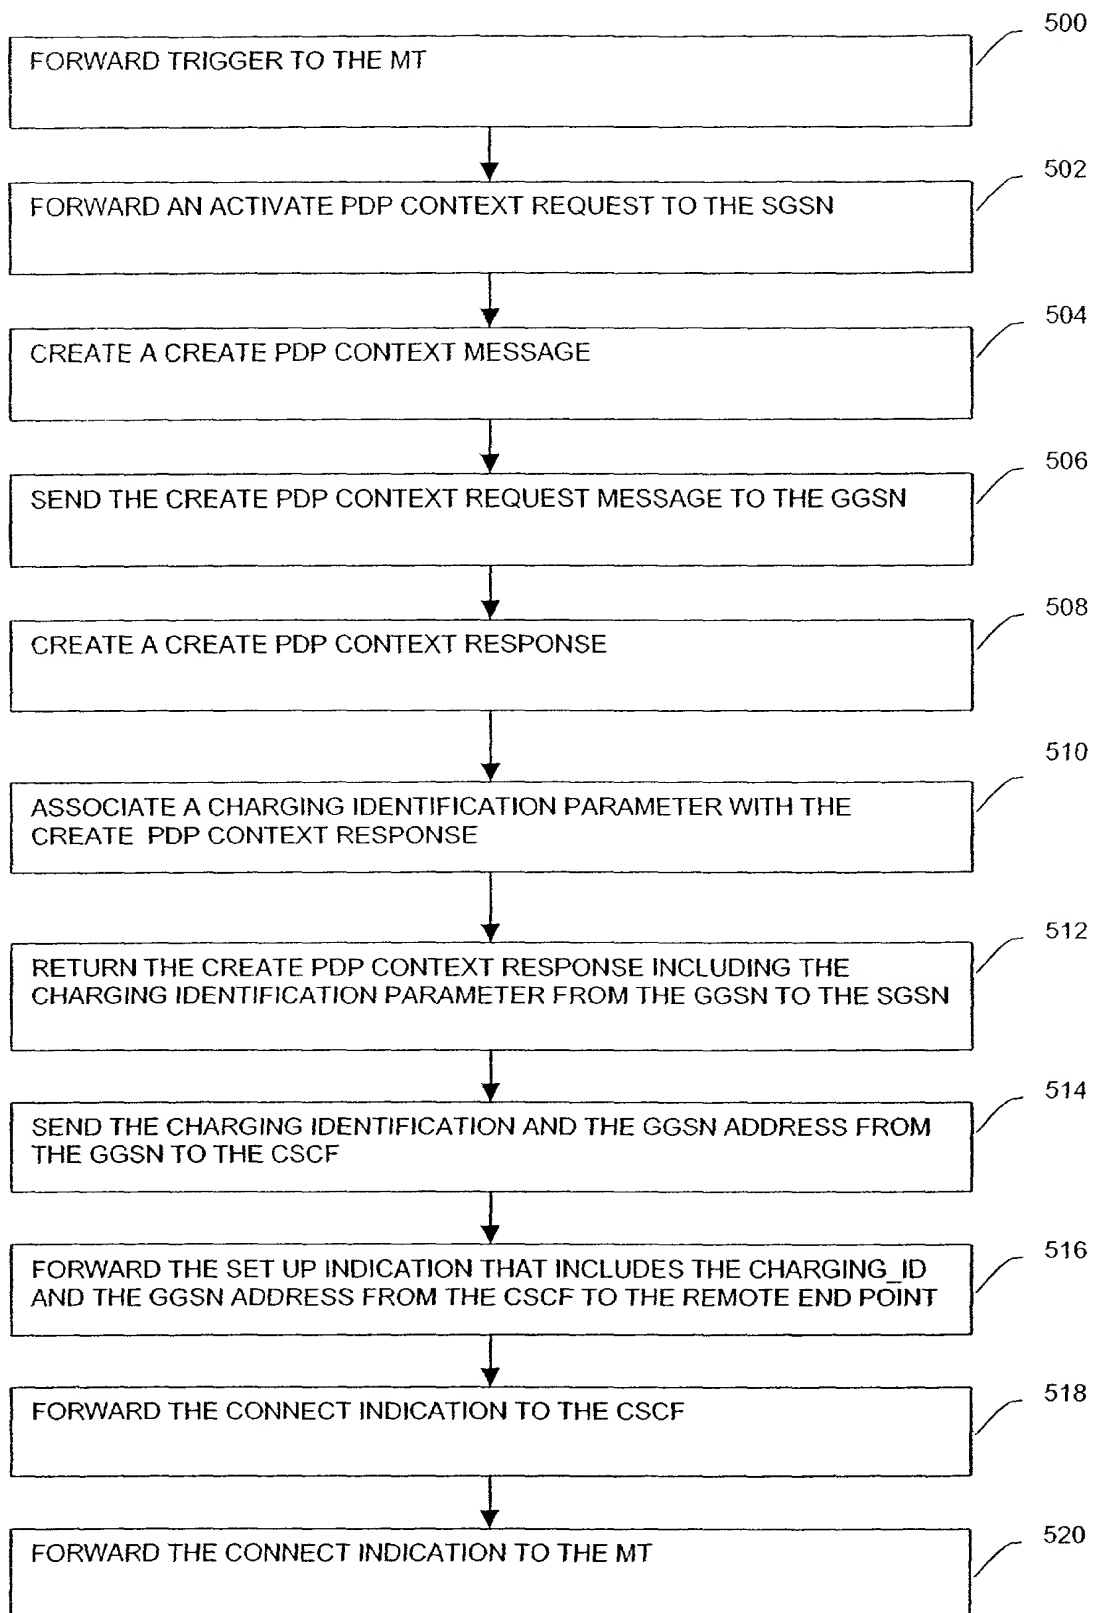 500
FORWARD TRIGGER TO THE MT
502
FORWARD AN ACTIVATE PDP CONTEXT REQUEST TO THE SGSN
504
CREATE A CREATE PDP CONTEXT MESSAGE
506
SEND THE CREATE PDP CONTEXT REQUEST MESSAGE TO THE GGSN
508
CREATE A CREATE PDP CONTEXT RESPONSE
510
ASSOCIATE A CHARGING IDENTIFICATION PARAMETER WITH THE
CREATE PDP CONTEXT RESPONSE
512
RETURN THE CREATE PDP CONTEXT RESPONSE INCLUDING THE
CHARGING IDENTIFICATION PARAMETER FROM THE GGSN TO THE SGSN
514
SEND THE CHARGING IDENTIFICATION AND THE GGSN ADDRESS FROM
THE GGSN TO THE CSCF
516
FORWARD THE SET UP INDICATION THAT INCLUDES THE CHARGING_ID
AND THE GGSN ADDRESS FROM THE CSCF TO THE REMOTE END POINT
518
FORWARD THE CONNECT INDICATION TO THE CSCF
520
FORWARD THE CONNECT INDICATION TO THE MT